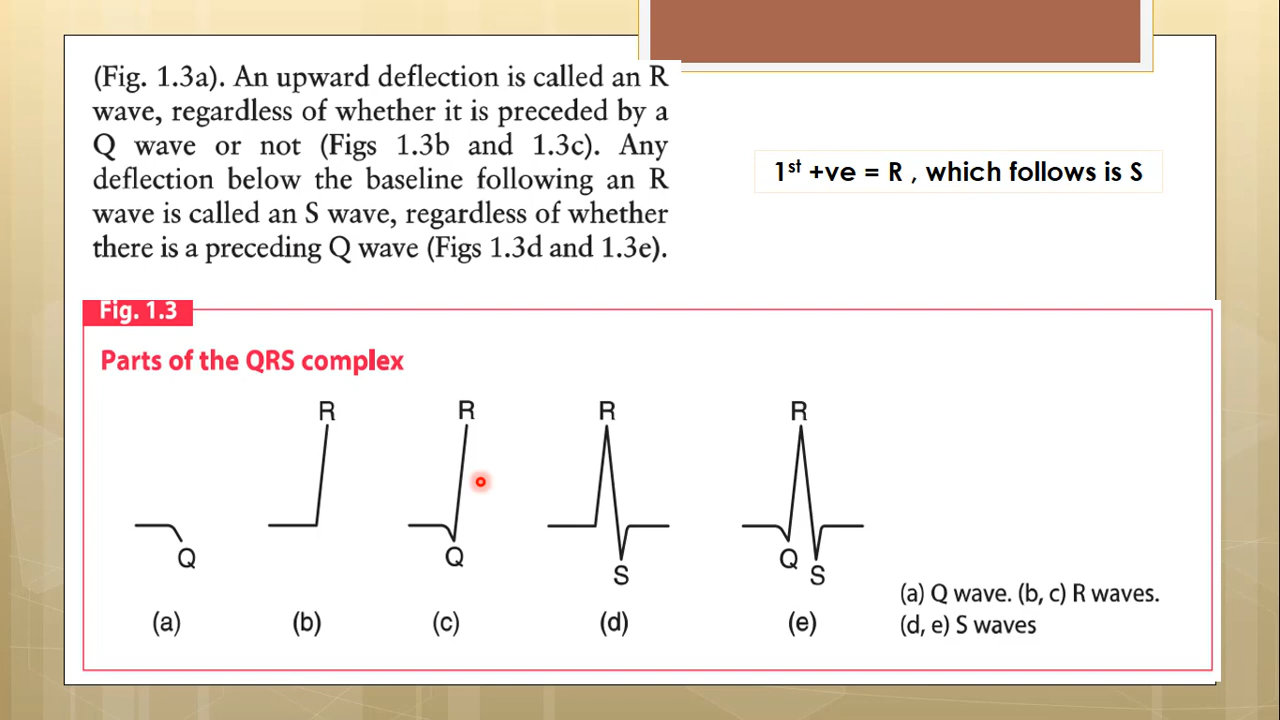 (Fig. 1.3a). An upward deflection is called an R
wave, regardless of whether it is preceded by a
Q wave or not (Figs 1.3b and 1.3c). Any
deflection below the baseline following an R
wave is called an S wave, regardless of whether
there is a preceding Q wave (Figs 1.3d and 1.3e).
1st +ve = R , which follows is S
Fig. 1.3
Parts of the QRS complex
R R R R
Q Q Q
S S
(a) (b) (c) (d) (e)
(a) Q wave. (b, c) R waves.
(d, e) S waves